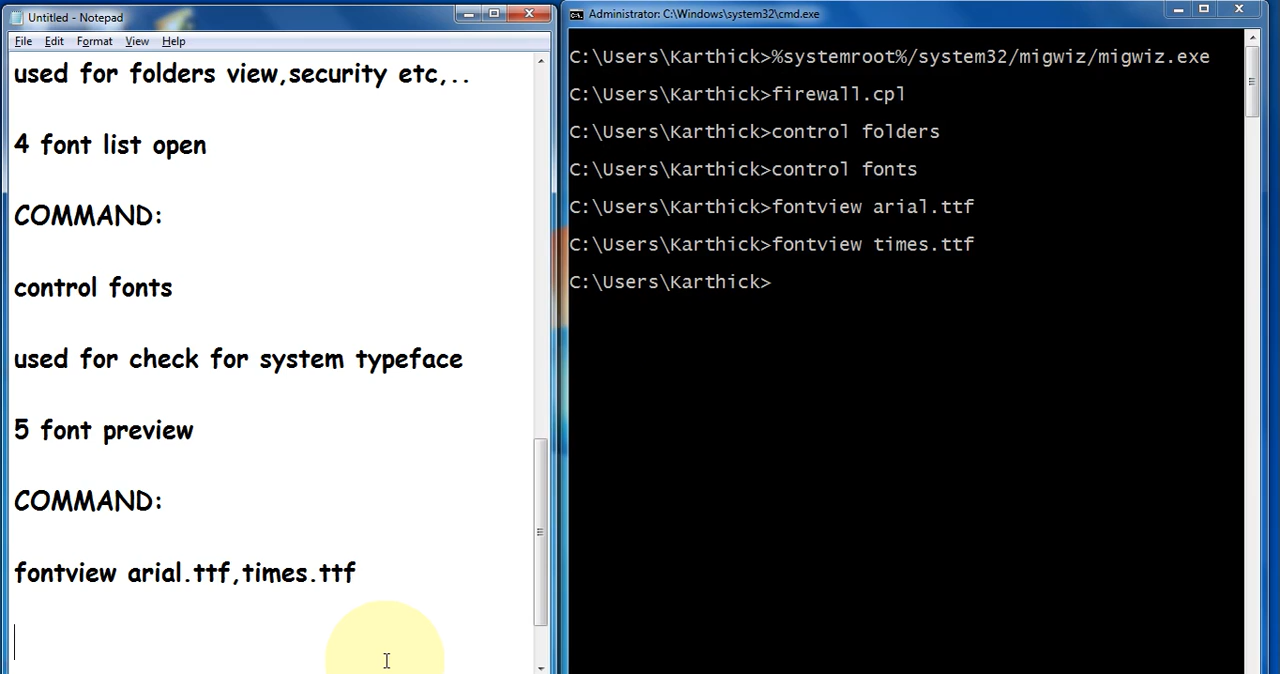 Untitled - Notepad
File Edit Format View Help
used for folders view,security etc,..
4 font list open
COMMAND:
control fonts
used for check for system typeface
5 font preview
COMMAND:
fontview arial.ttf,times.ttf
Administrator: C:\Windows\system32\cmd.exe
C:\Users\Karthick>%systemroot%/system32/migwiz/migwiz.exe
C:\Users\Karthick>firewall.cpl
C:\Users\Karthick>control folders
C:\Users\Karthick>control fonts
C:\Users\Karthick>fontview arial.ttf
C:\Users\Karthick>fontview times.ttf
C:\Users\Karthick>